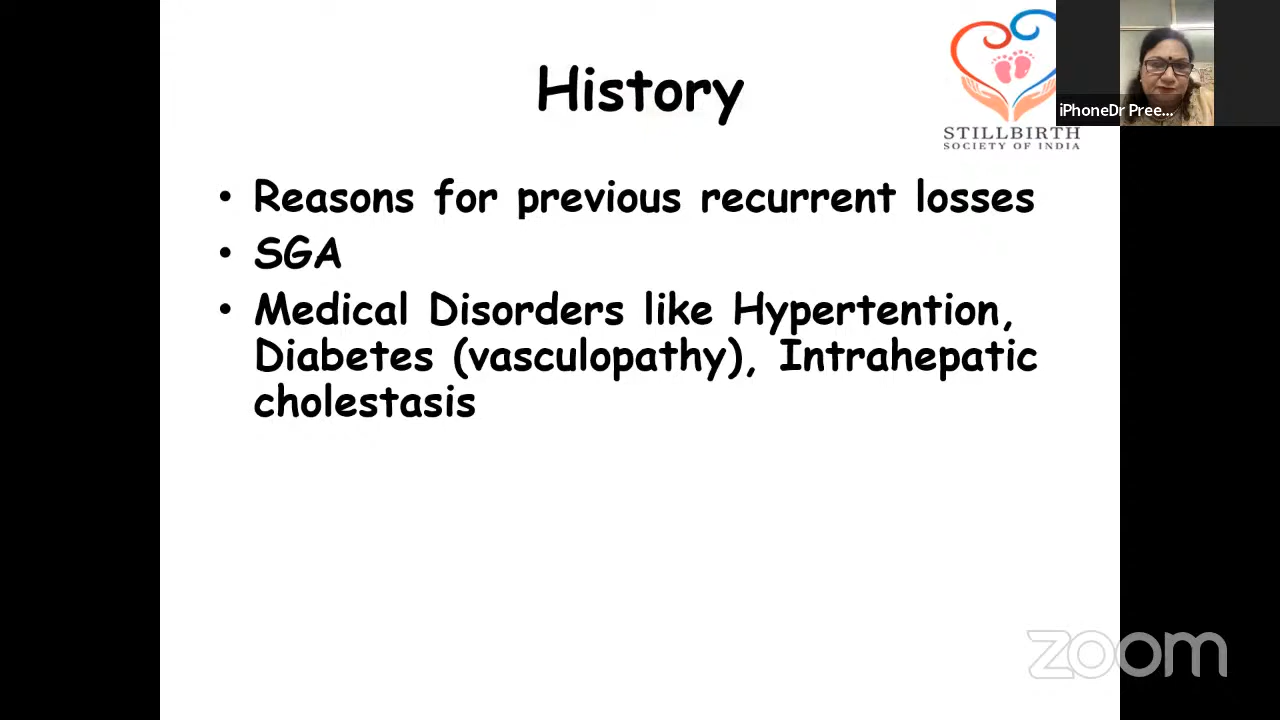 History
STILLBIRTH
SOCIETY OF INDIA
iPhoneDr Pree...
• Reasons for previous recurrent losses
• SGA
• Medical Disorders like Hypertention,
Diabetes (vasculopathy), Intrahepatic
cholestasis
zoom